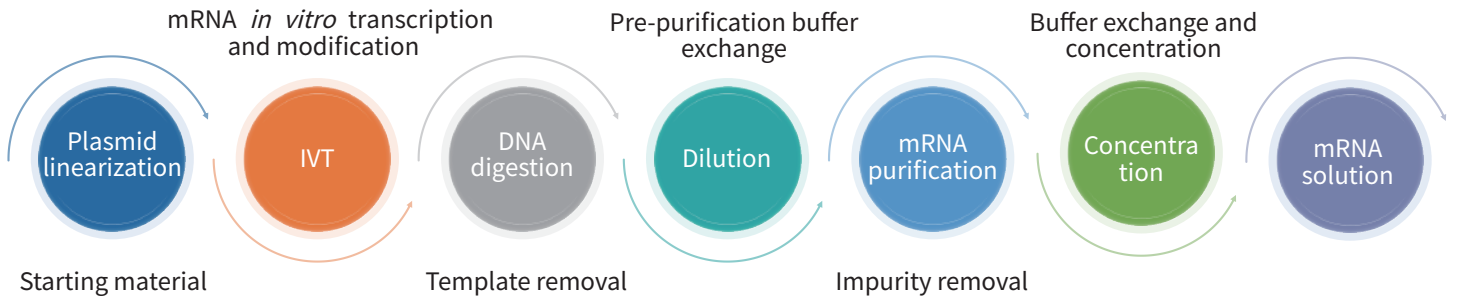 mRNA in vitro transcription
and modification
Pre-purification buffer
exchange
Buffer exchange and
concentration
Plasmid
linearization
IVT
DNA
digestion
Dilution
mRNA
purification
Concentra
tion
mRNA
solution
Starting material
Template removal
Impurity removal